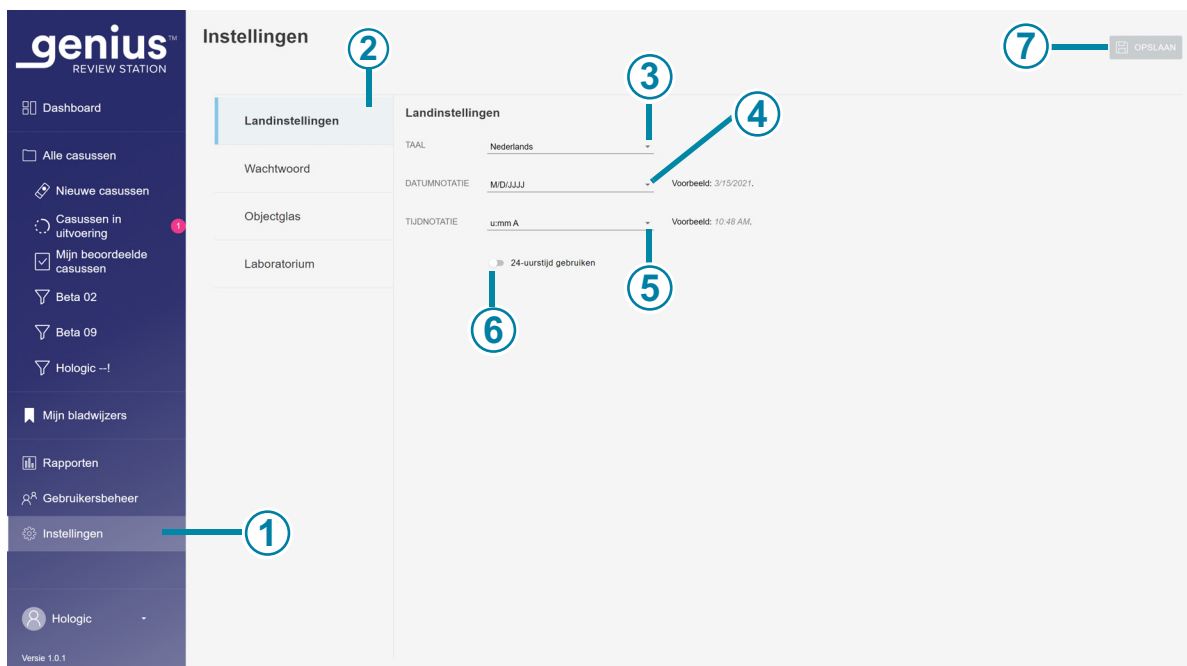 genius™
REVIEW STATION
Dashboard
Alle casussen
Nieuwe casussen
Casussen in
uitvoering
1
Mijn beoordeelde
casussen
Beta 02
Beta 09
Hologic --!
Mijn bladwijzers
Rapporten
Gebruikersbeheer
Instellingen
Hologic
Versie 1.0.1
Instellingen
OPSLAAN
Landinstellingen
Wachtwoord
Objectglas
Laboratorium
Landinstellingen
TAAL
Nederlands
DATUMNOTATIE
M/D/JJJJ
Voorbeeld: 3/15/2021.
TIJDNOTATIE
u:mm A
Voorbeeld: 10:48 AM.
24-uurstijd gebruiken
1
2
3
4
5
6
7